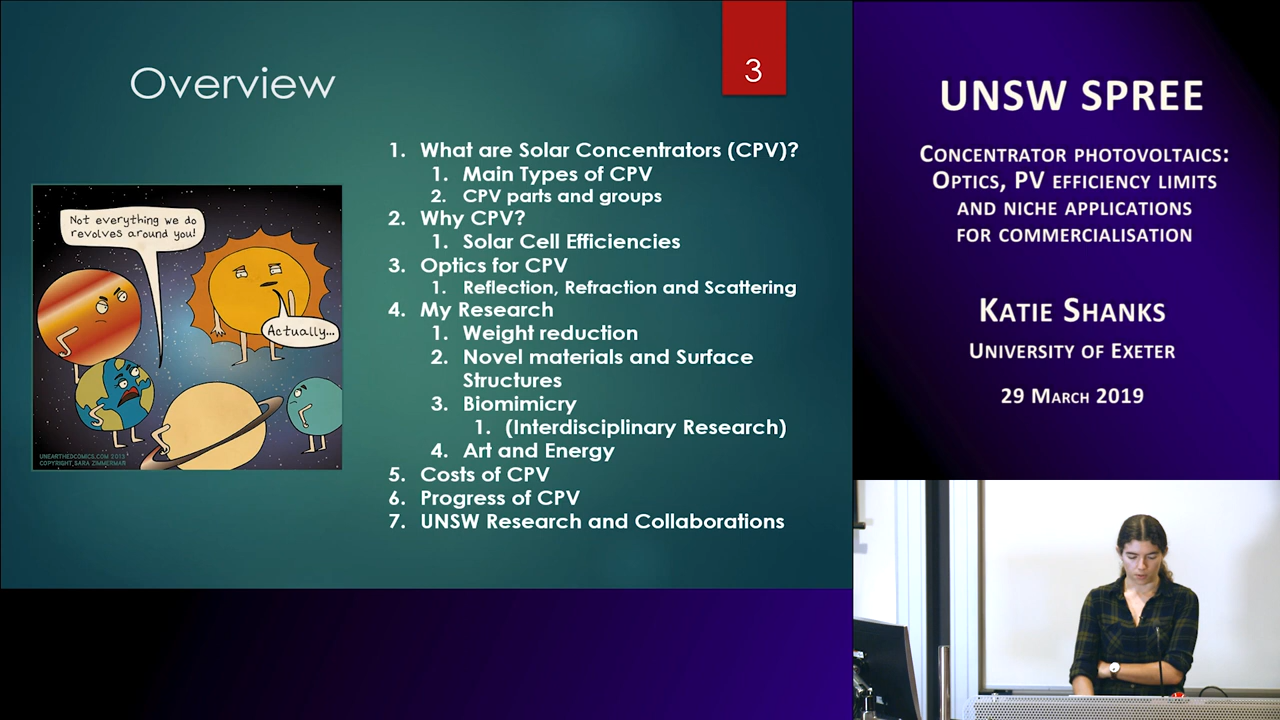 Overview
3
Not everything we do
revolves around you!
Actually...
UNEARTHEDCOMICS.COM 2013
COPYRIGHT, SARA ZIMMERMAN
1. What are Solar Concentrators (CPV)?
1. Main Types of CPV
2. CPV parts and groups
2. Why CPV?
1. Solar Cell Efficiencies
3. Optics for CPV
1. Reflection, Refraction and Scattering
4. My Research
1. Weight reduction
2. Novel materials and Surface
Structures
3. Biomimicry
1. (Interdisciplinary Research)
4. Art and Energy
5. Costs of CPV
6. Progress of CPV
7. UNSW Research and Collaborations
UNSW SPREE
CONCENTRATOR PHOTOVOLTAICS:
OPTICS, PV EFFICIENCY LIMITS
AND NICHE APPLICATIONS
FOR COMMERCIALISATION
KATIE SHANKS
UNIVERSITY OF EXETER
29 MARCH 2019